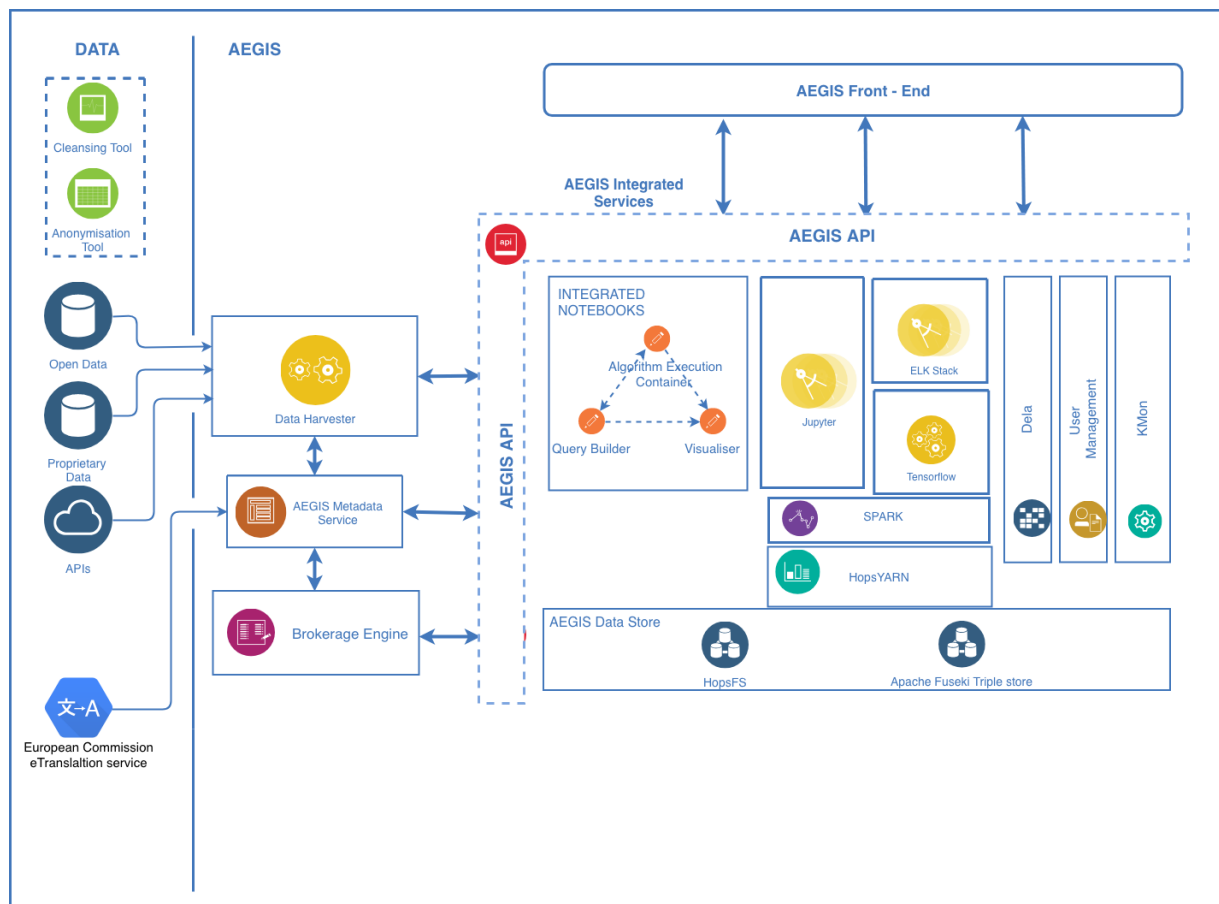 DATA
AEGIS
Cleansing Tool
Anonymisation
Tool
Open Data
Proprietary
Data
APIs
文→A
European Commission
eTranslaltion service
Data Harvester
AEGIS Metadata
Service
Brokerage Engine
AEGIS Front - End
AEGIS Integrated
Services
api
AEGIS API
AEGIS API
INTEGRATED
NOTEBOOKS
Algorithm Execution
Container
Query Builder
Visualiser
Jupyter
ELK Stack
Tensorflow
SPARK
HopsYARN
Dela
User
Management
KMon
AEGIS Data Store
HopsFS
Apache Fuseki Triple store